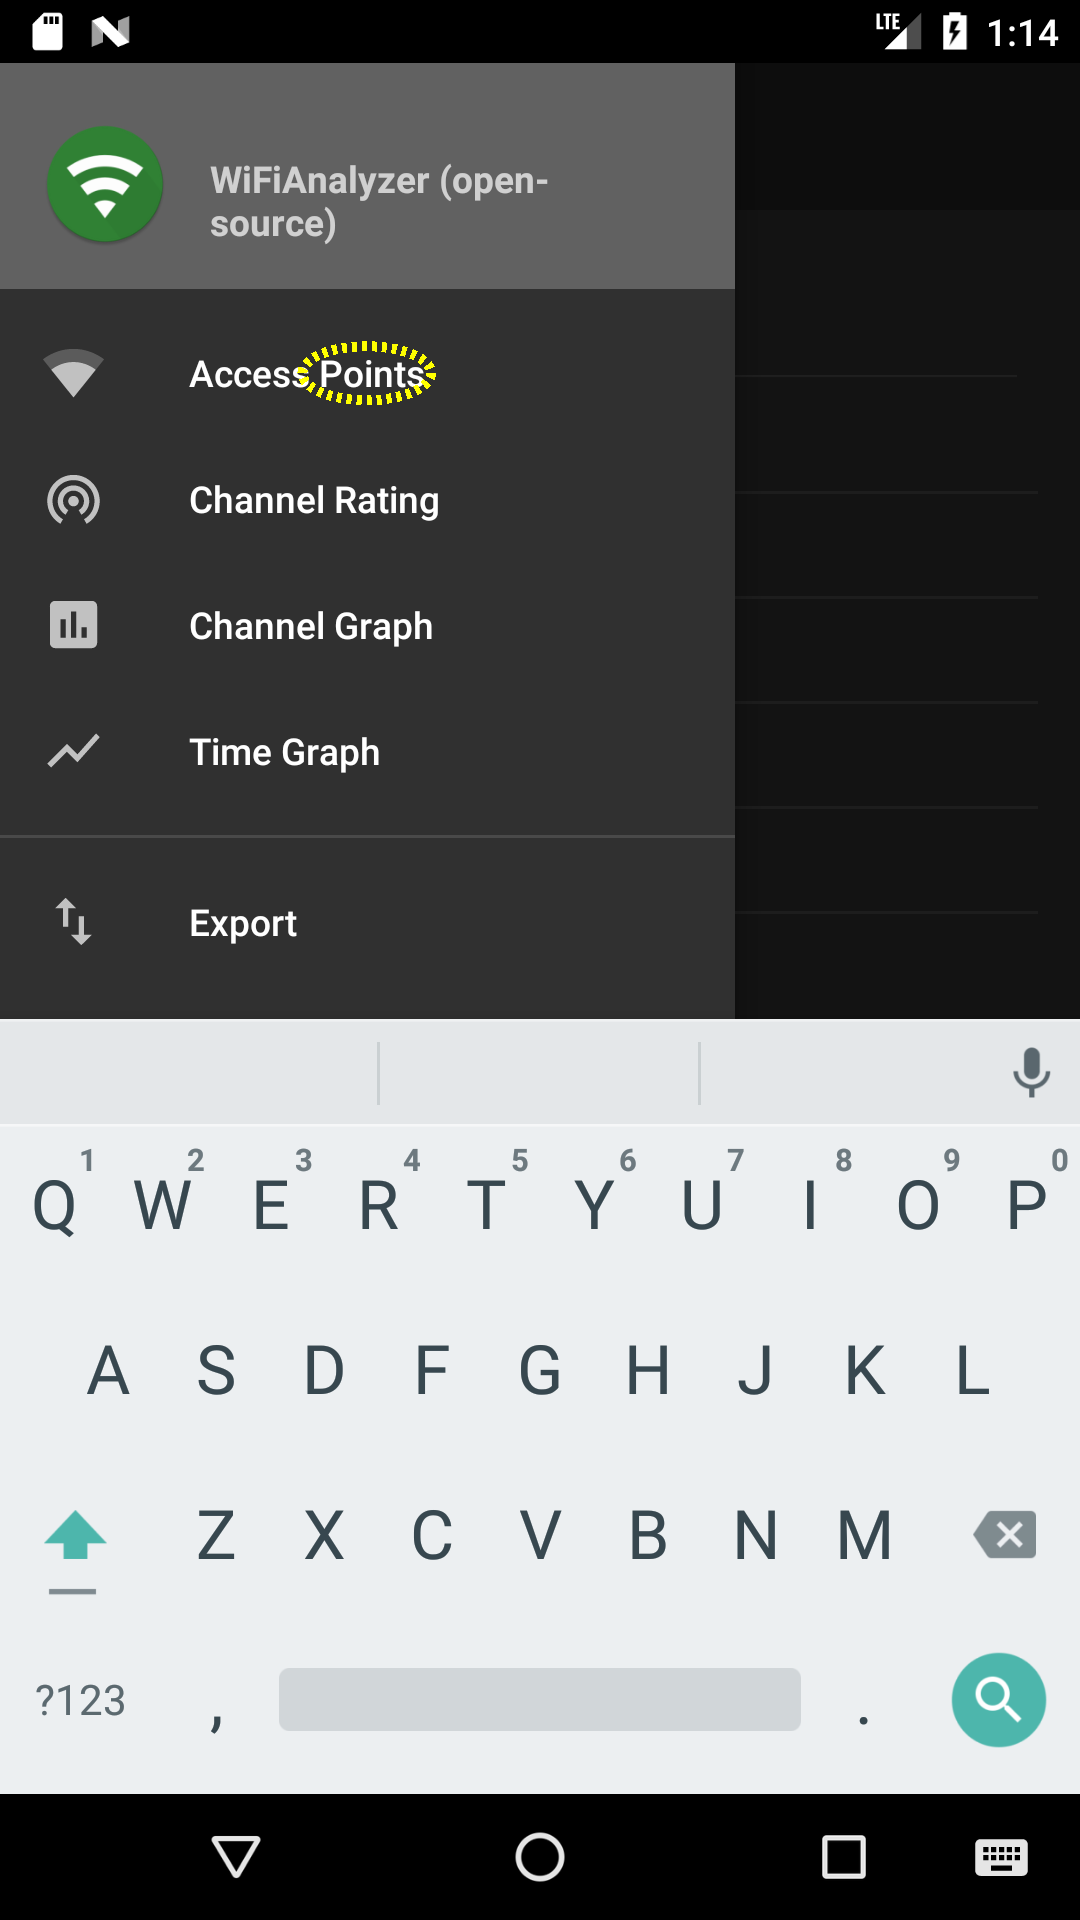 LTE 1:14
WiFiAnalyzer (open-
source)
Access Points
Channel Rating
Channel Graph
Time Graph
Export
1 2 3 4 5 6 7 8 9 0
Q W E R T Y U I O P
A S D F G H J K L
Z X C V B N M
?123 , .